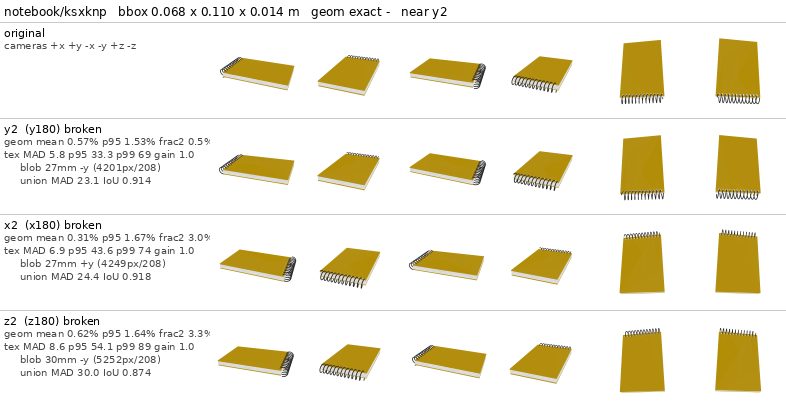 notebook/ksxknp bbox 0.068 x 0.110 x 0.014 m geom exact - near y2
original
cameras +x +y -x -y +z -z
y2 (y180) broken
geom mean 0.57% p95 1.53% frac2 0.5%
tex MAD 5.8 p95 33.3 p99 69 gain 1.0
blob 27mm -y (4201px/208)
union MAD 23.1 IoU 0.914
x2 (x180) broken
geom mean 0.31% p95 1.67% frac2 3.0%
tex MAD 6.9 p95 43.6 p99 74 gain 1.0
blob 27mm +y (4249px/208)
union MAD 24.4 IoU 0.918
z2 (z180) broken
geom mean 0.62% p95 1.64% frac2 3.3%
tex MAD 8.6 p95 54.1 p99 89 gain 1.0
blob 30mm -y (5252px/208)
union MAD 30.0 IoU 0.874